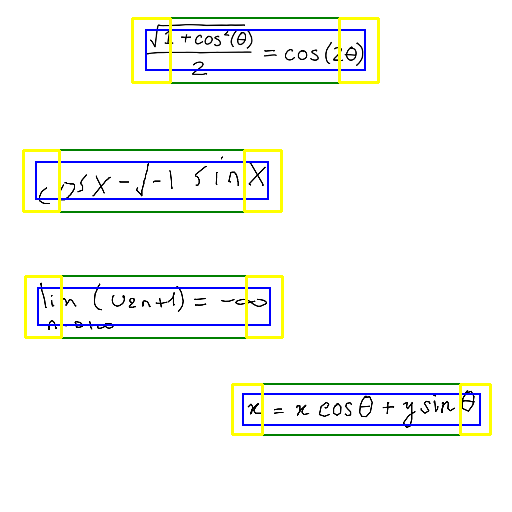 √(1 + cos²(θ)) / 2 = cos(2θ)
cos x - √-1 sin x
lim (u2n+1) = -∞
n→+∞
x = x cos θ + y sin θ